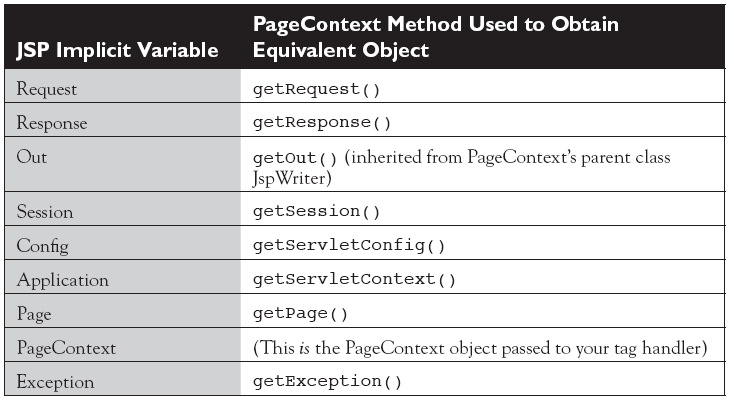 JSP Implicit Variable
PageContext Method Used to Obtain
Equivalent Object
Request
getRequest()
Response
getResponse()
Out
getOut() (inherited from PageContext's parent class
JspWriter)
Session
getSession()
Config
getServletConfig()
Application
getServletContext()
Page
getPage()
PageContext
(This is the PageContext object passed to your tag handler)
Exception
getException()